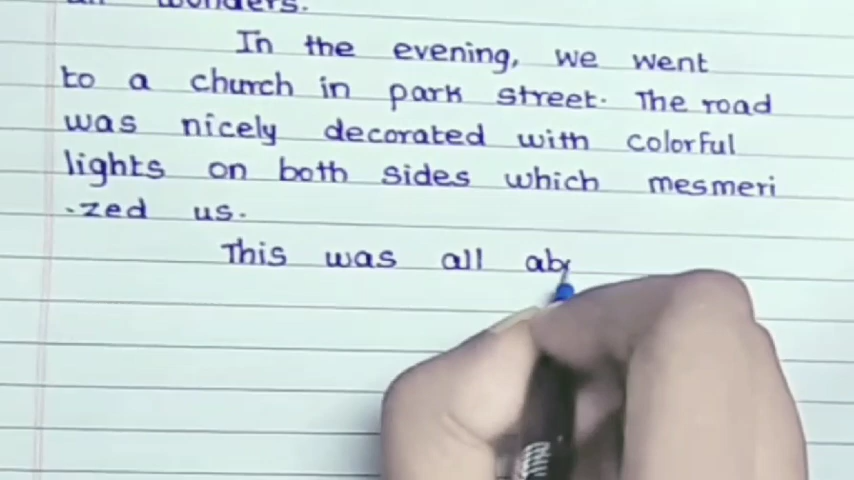 wonders.
In the evening, we went
to a church in park street. The road
was nicely decorated with colorful
lights on both sides which mesmeri
-zed us.
This was all